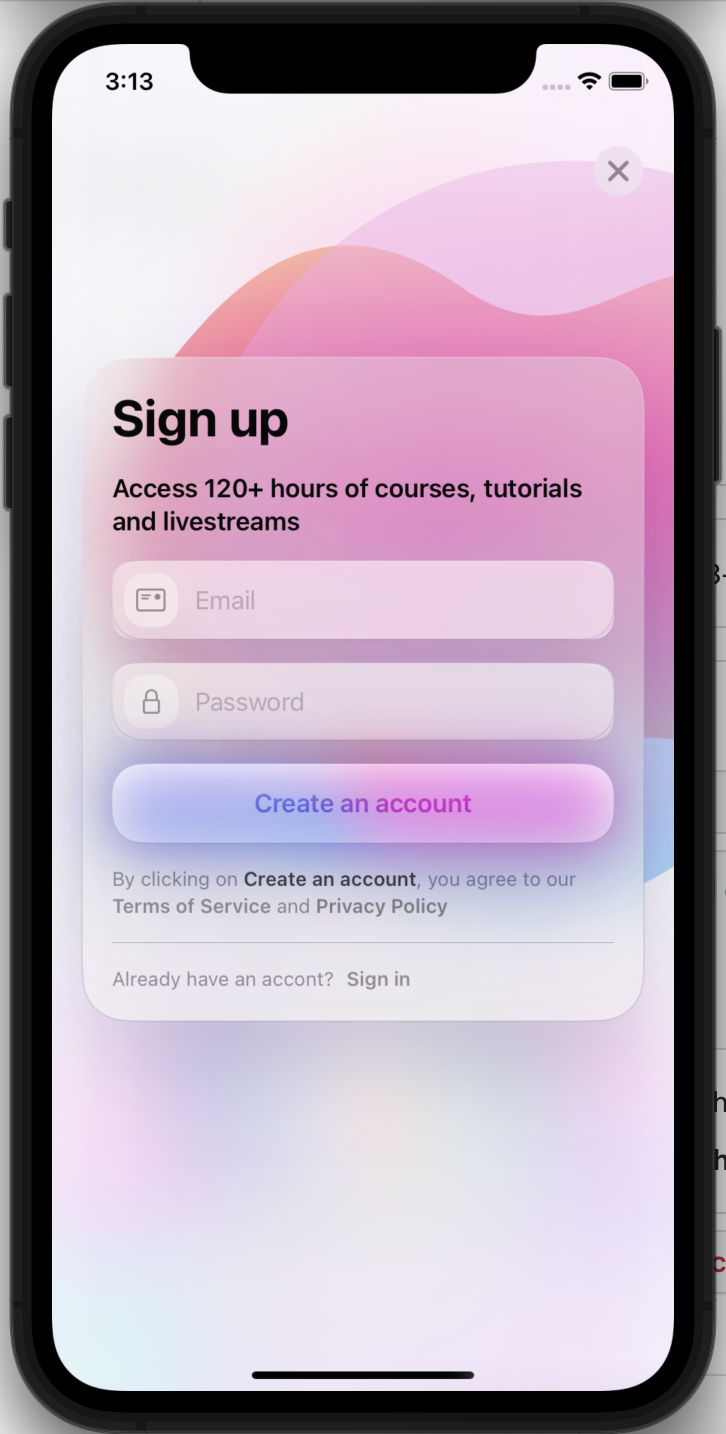 3:13
Sign up
Access 120+ hours of courses, tutorials
and livestreams
Email
Password
Create an account
By clicking on Create an account, you agree to our
Terms of Service and Privacy Policy
Already have an accont? Sign in